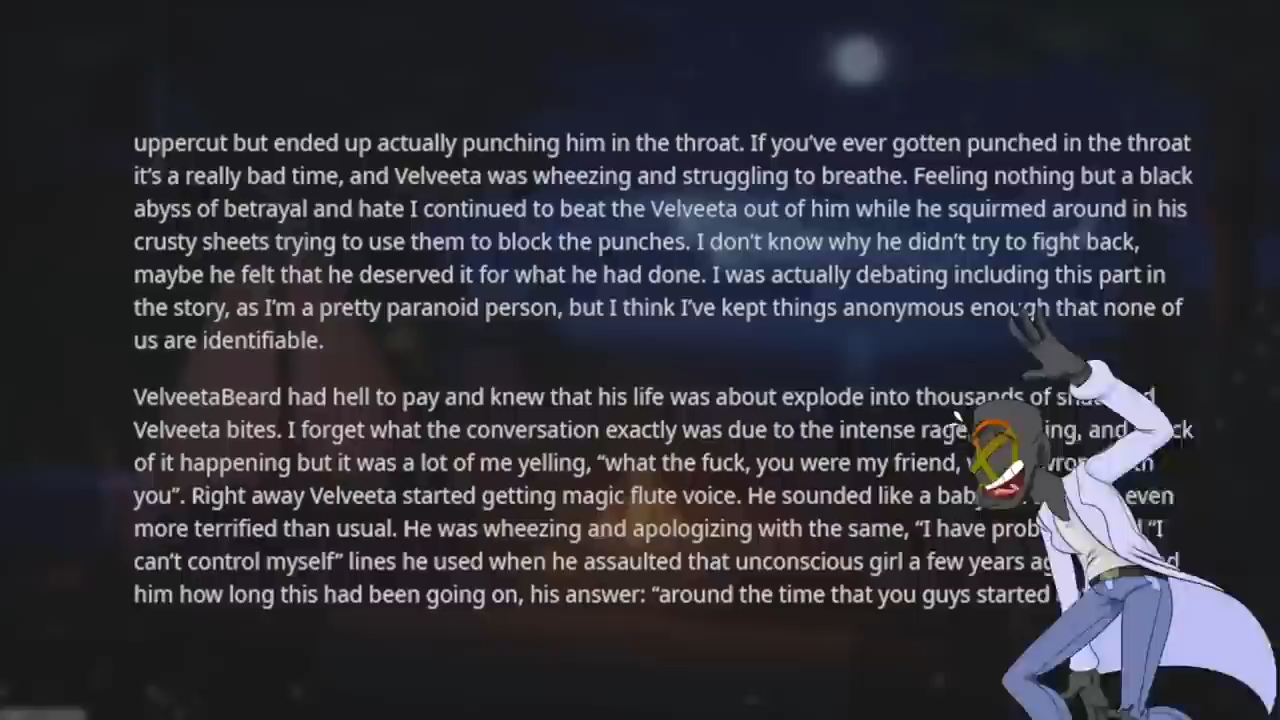 uppercut but ended up actually punching him in the throat. If you’ve ever gotten punched in the throat
it’s a really bad time, and Velveeta was wheezing and struggling to breathe. Feeling nothing but a black
abyss of betrayal and hate I continued to beat the Velveeta out of him while he squirmed around in his
crusty sheets trying to use them to block the punches. I don’t know why he didn’t try to fight back,
maybe he felt that he deserved it for what he had done. I was actually debating including this part in
the story, as I’m a pretty paranoid person, but I think I’ve kept things anonymous enough that none of
us are identifiable.
VelveetaBeard had hell to pay and knew that his life was about explode into thousands of
Velveeta bites. I forget what the conversation exactly was due to the intense rage and
of it happening but it was a lot of me yelling, “what the fuck, you were my friend,
you”. Right away Velveeta started getting magic flute voice. He sounded like a even
more terrified than usual. He was wheezing and apologizing with the same, “I have “I
can’t control myself” lines he used when he assaulted that unconscious girl a few years
him how long this had been going on, his answer: “around the time that you guys started